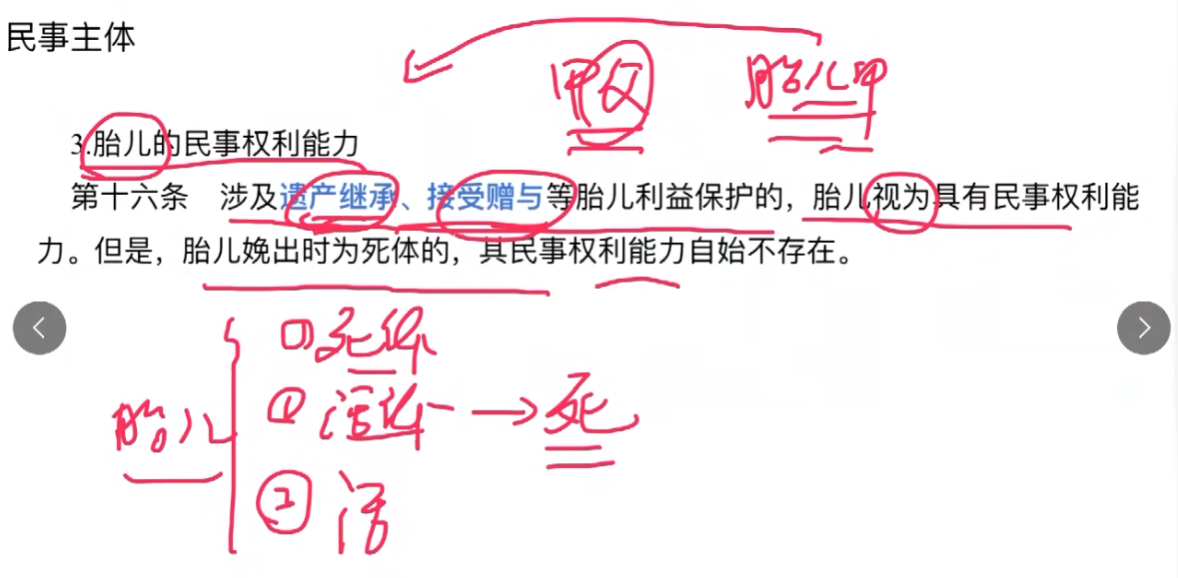 民事主体
甲父 胎儿甲
3.胎儿的民事权利能力
第十六条 涉及遗产继承、接受赠与等胎儿利益保护的，胎儿视为具有民事权利能
力。但是，胎儿娩出时为死体的，其民事权利能力自始不存在。
死体
胎儿 活体 → 死
② 活